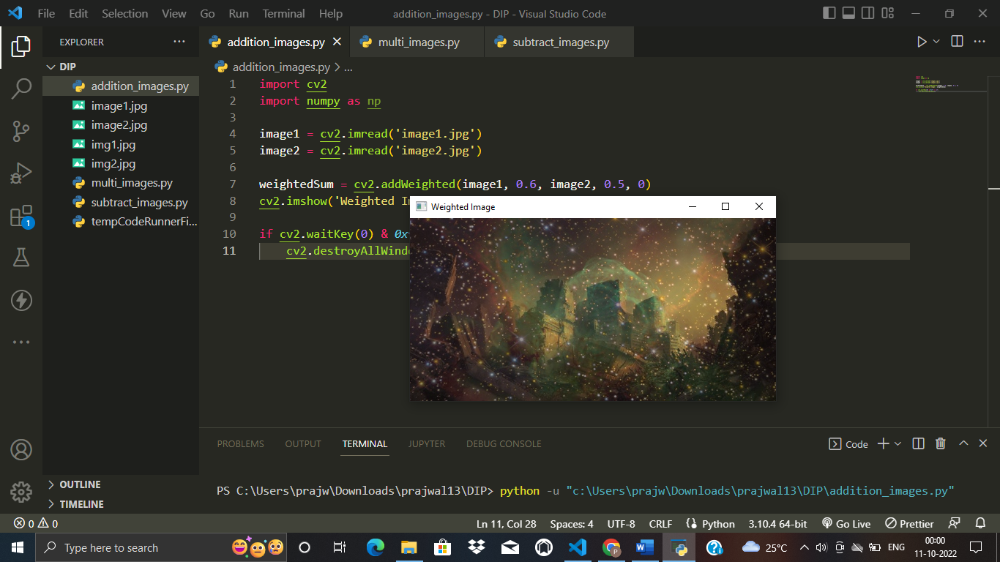 File Edit Selection View Go Run Terminal Help addition_images.py - DIP - Visual Studio Code
EXPLORER ...
DIP
addition_images.py
image1.jpg
image2.jpg
img1.jpg
img2.jpg
multi_images.py
subtract_images.py
tempCodeRunnerFi...
OUTLINE
TIMELINE
1
addition_images.py multi_images.py subtract_images.py
addition_images.py > ...
1 import cv2
2 import numpy as np
3
4 image1 = cv2.imread('image1.jpg')
5 image2 = cv2.imread('image2.jpg')
6
7 weightedSum = cv2.addWeighted(image1, 0.6, image2, 0.5, 0)
8 cv2.imshow('Weighted
9
10 if cv2.waitKey(0) &
11 cv2.destroyAllWind
Weighted Image
PROBLEMS OUTPUT TERMINAL JUPYTER DEBUG CONSOLE
Code
PS C:\Users\prajw\Downloads\prajwal13\DIP> python -u "c:\Users\prajw\Downloads\prajwal13\DIP\addition_images.py"
0 0 Ln 11, Col 28 Spaces: 4 UTF-8 CRLF Python 3.10.4 64-bit Go Live Prettier
Type here to search
25°C ENG 00:00
11-10-2022